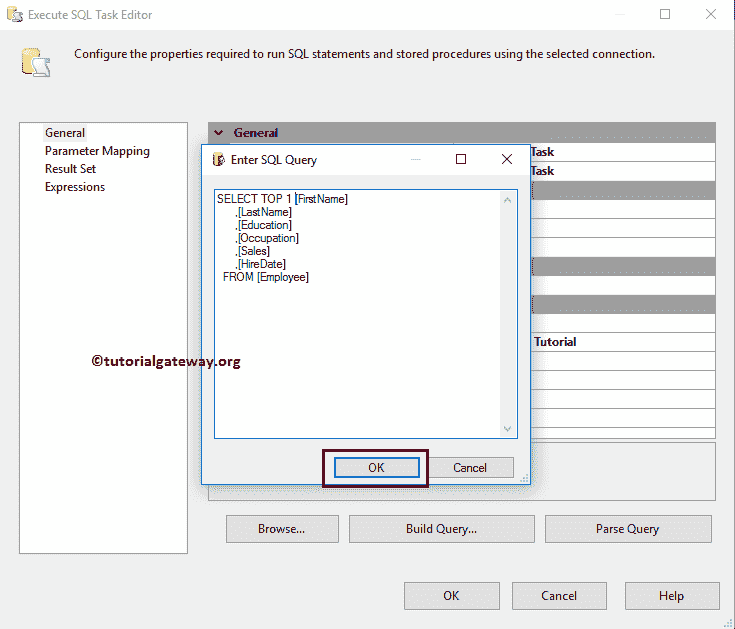 Execute SQL Task Editor
Configure the properties required to run SQL statements and stored procedures using the selected connection.
General
Parameter Mapping
Result Set
Expressions
General
Task
Task
Tutorial
Enter SQL Query
SELECT TOP 1 [FirstName]
,[LastName]
,[Education]
,[Occupation]
,[Sales]
,[HireDate]
FROM [Employee]
©tutorialgateway.org
OK
Cancel
Browse...
Build Query...
Parse Query
OK
Cancel
Help